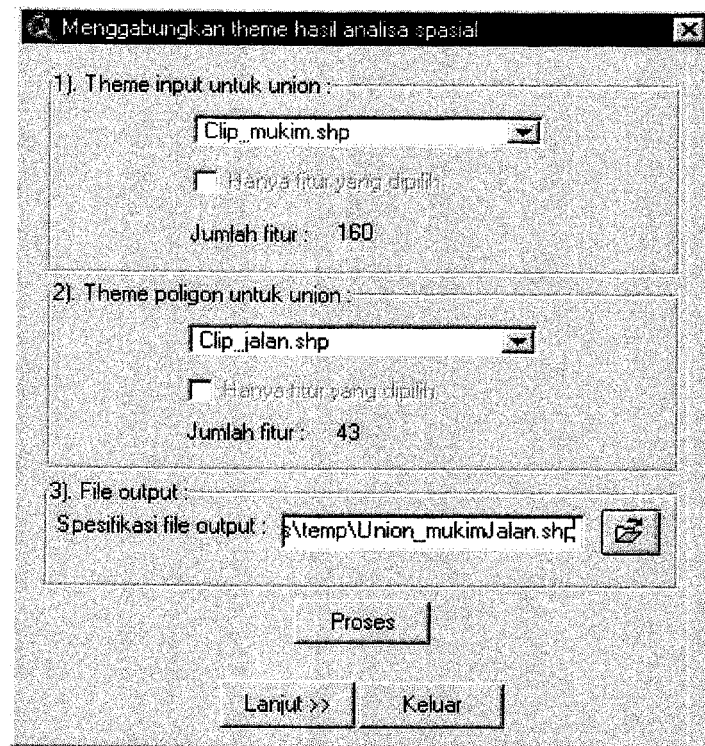 Menggabungkan theme hasil analisa spasial
1). Theme input untuk union :
Clip_mukim.shp
Hanya fitur yang dipilih
Jumlah fitur : 160
2). Theme poligon untuk union :
Clip_jalan.shp
Hanya fitur yang dipilih
Jumlah fitur : 43
3). File output :
Spesifikasi file output : s\temp\Union_mukimJalan.shp
Proses
Lanjut >> Keluar